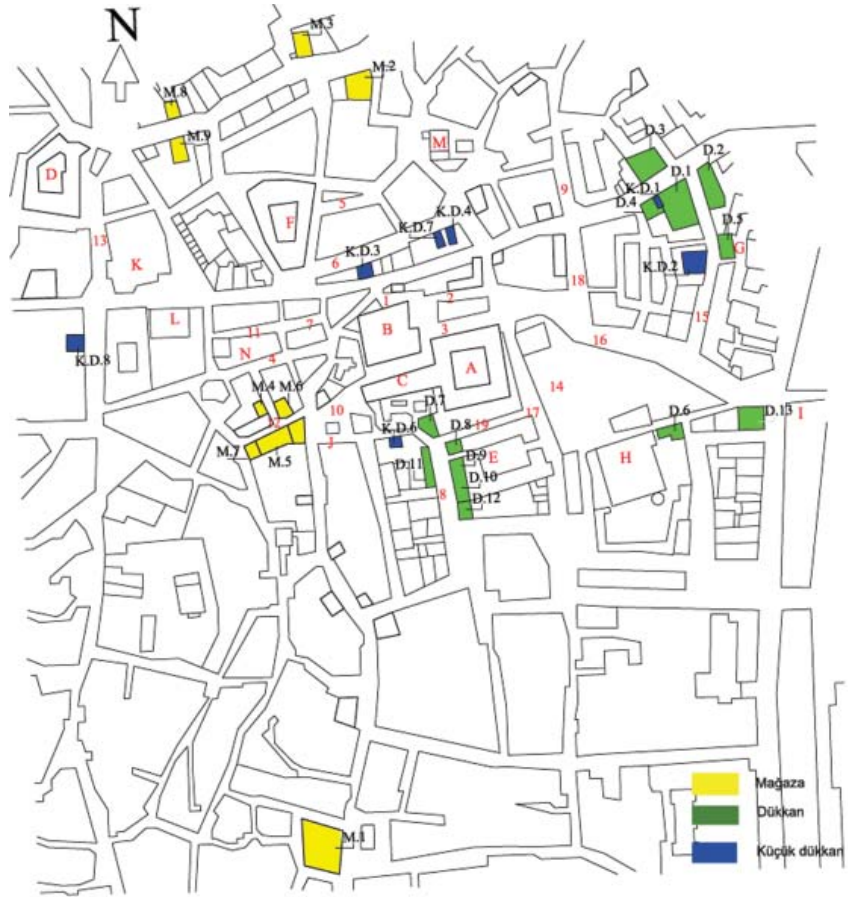 N
M.3
M.2
M.8
M.9
M
D.3
D.2
D
K.D.1
D.1
D.4
9
5
F
K.D.4
K.D.7
D.5
G
13
K
6
K.D.3
K.D.2
18
1
2
15
L
11
7
B
3
16
N
4
K.D.8
C
A
14
M.4
M.6
10
D.7
17
12
19
D.6
D.13
I
J
K.D.6
D.8
M.7
M.5
D.11
D.9
E
H
D.10
8
D.12
Mağaza
Dükkan
M.1
Küçük dükkan